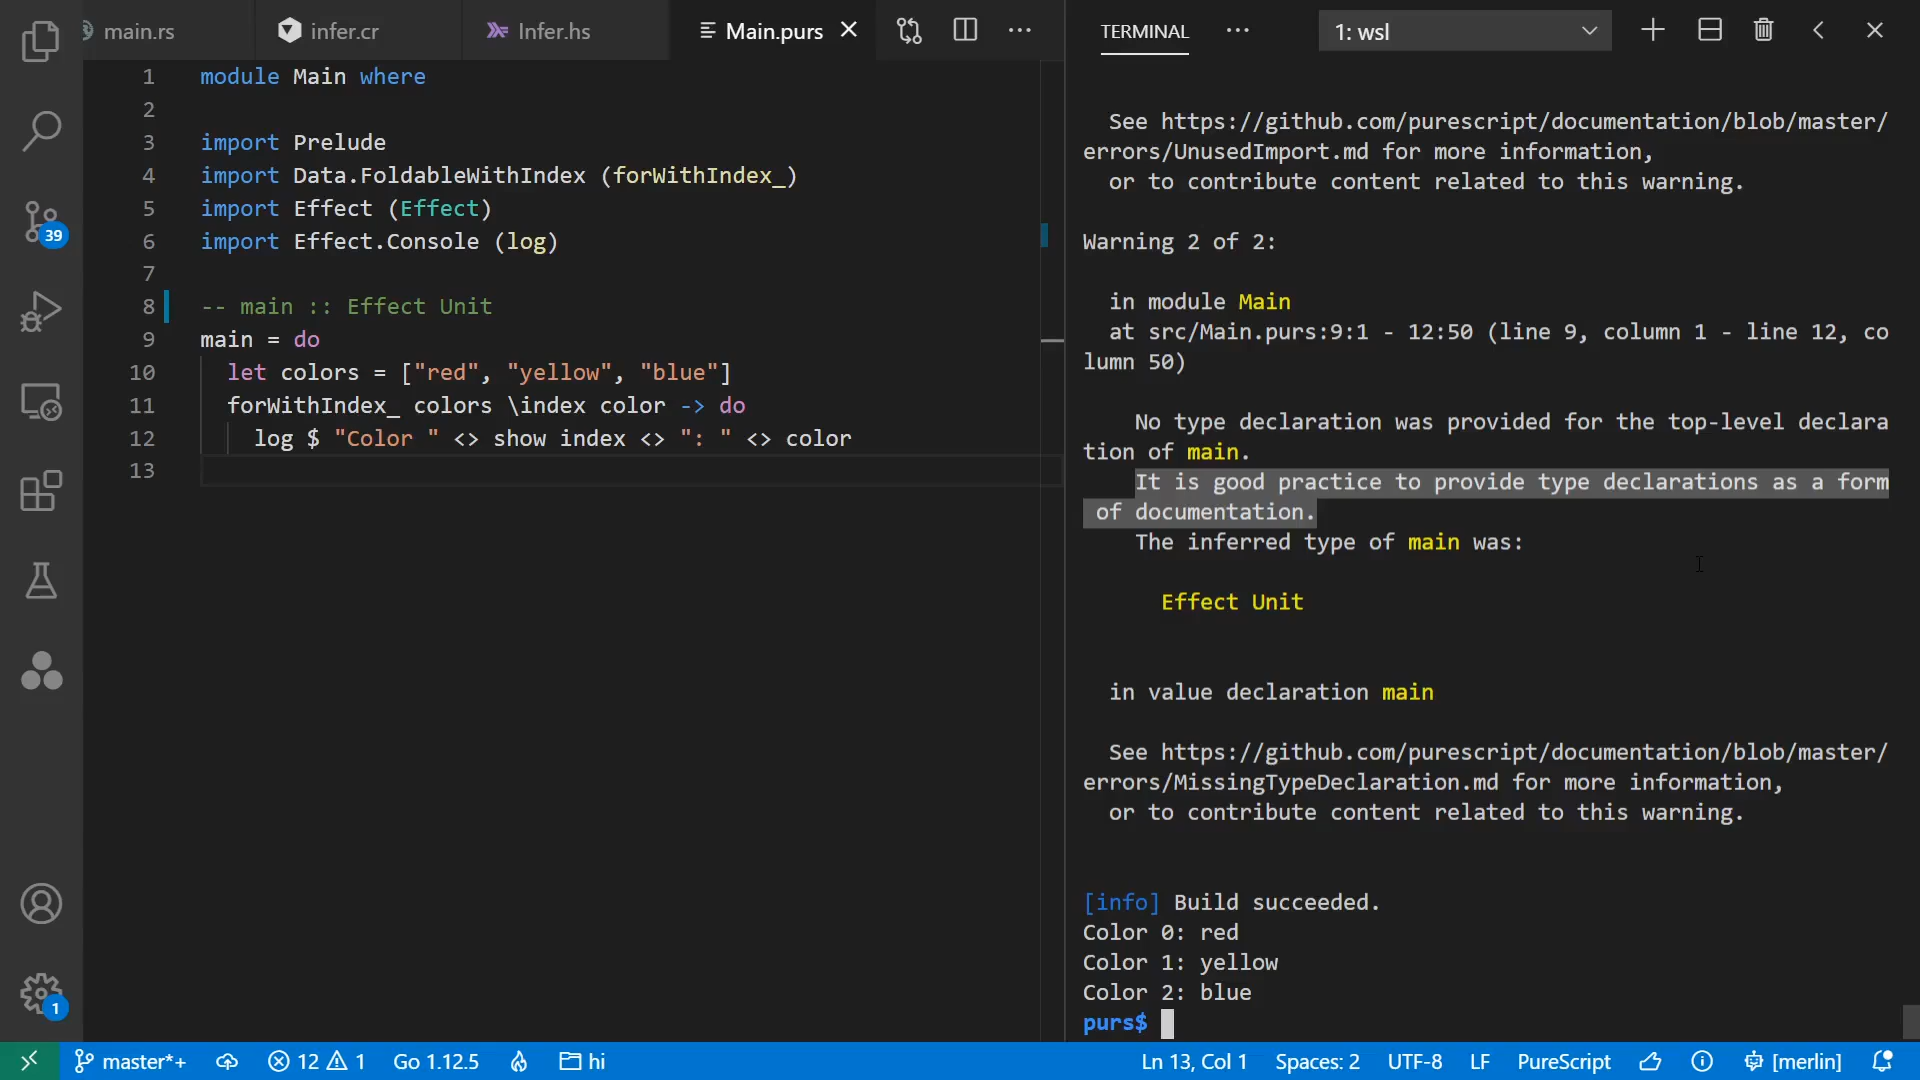 main.rs
infer.cr
Infer.hs
Main.purs
TERMINAL
1: wsl
1 module Main where
2
3 import Prelude
4 import Data.FoldableWithIndex (forWithIndex_)
5 import Effect (Effect)
6 import Effect.Console (log)
7
8 -- main :: Effect Unit
9 main = do
10 let colors = ["red", "yellow", "blue"]
11 forWithIndex_ colors \index color -> do
12 log $ "Color " <> show index <> ": " <> color
13
39
1
See https://github.com/purescript/documentation/blob/master/
errors/UnusedImport.md for more information,
or to contribute content related to this warning.
Warning 2 of 2:
in module Main
at src/Main.purs:9:1 - 12:50 (line 9, column 1 - line 12, co
lumn 50)
No type declaration was provided for the top-level declara
tion of main.
It is good practice to provide type declarations as a form
of documentation.
The inferred type of main was:
Effect Unit
in value declaration main
See https://github.com/purescript/documentation/blob/master/
errors/MissingTypeDeclaration.md for more information,
or to contribute content related to this warning.
[info] Build succeeded.
Color 0: red
Color 1: yellow
Color 2: blue
purs$
master*+
12
1
Go 1.12.5
hi
Ln 13, Col 1
Spaces: 2
UTF-8
LF
PureScript
[merlin]